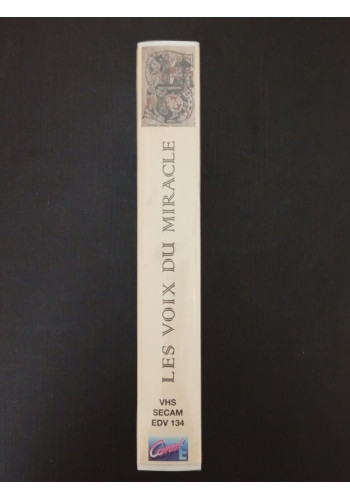 LES VOIX DU MIRACLE
VHS
SECAM
EDV 134